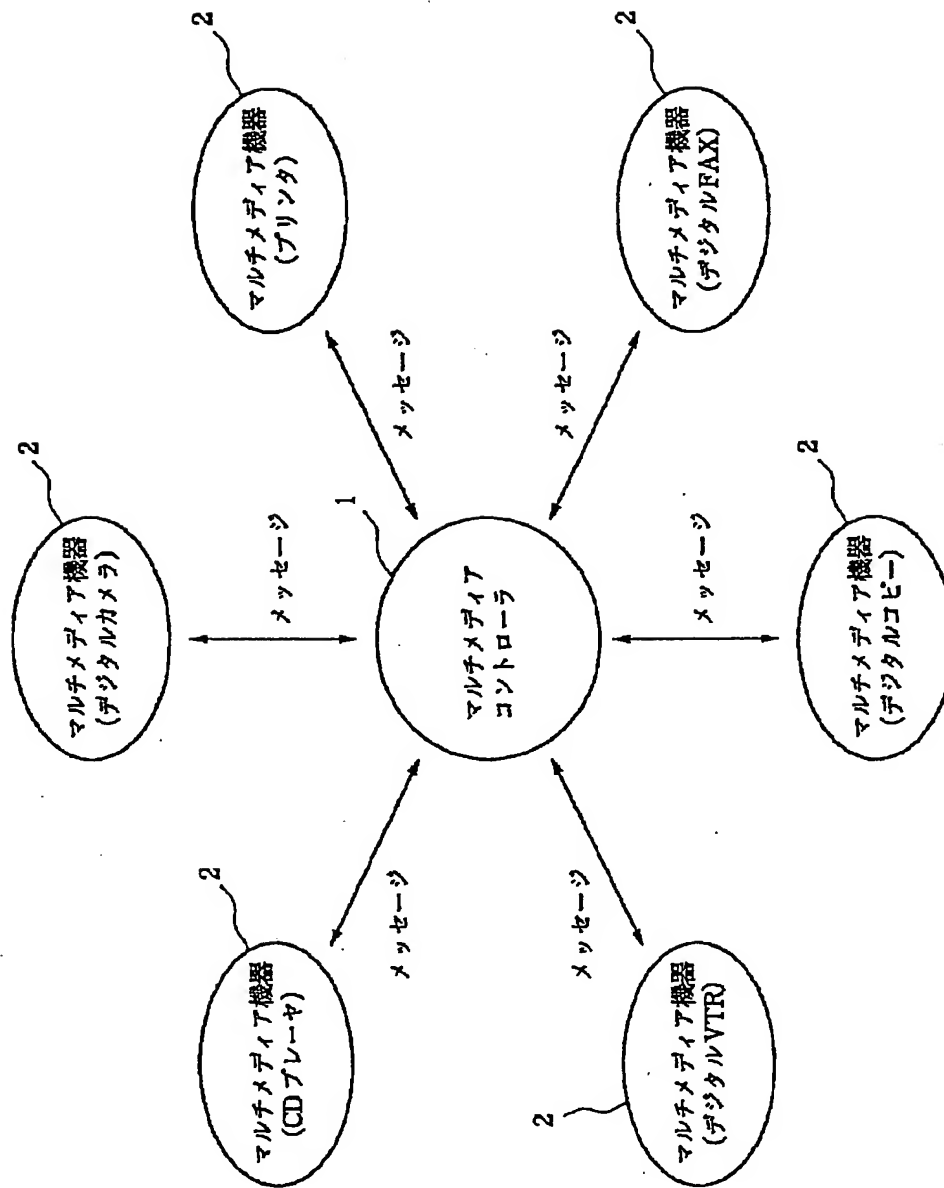 2
マルチメディア機器
(デジタルカメラ)
2
マルチメディア機器
(CD プレーヤ)
2
マルチメディア機器
(プリンタ)
メッセージ
メッセージ
メッセージ
1
マルチメディア
コントローラ
メッセージ
メッセージ
メッセージ
2
マルチメディア機器
(デジタルVTR)
2
マルチメディア機器
(デジタルFAX)
2
マルチメディア機器
(デジタルコピー)